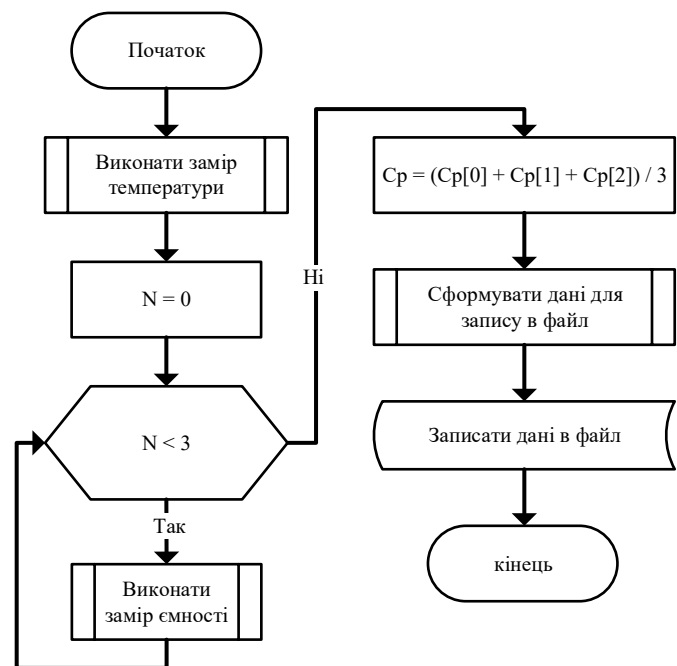 Початок
Виконати замір
температури
N = 0
N < 3
Так
Виконати
замір ємності
Ні
Cp = (Cp[0] + Cp[1] + Cp[2]) / 3
Сформувати дані для
запису в файл
Записати дані в файл
кінець